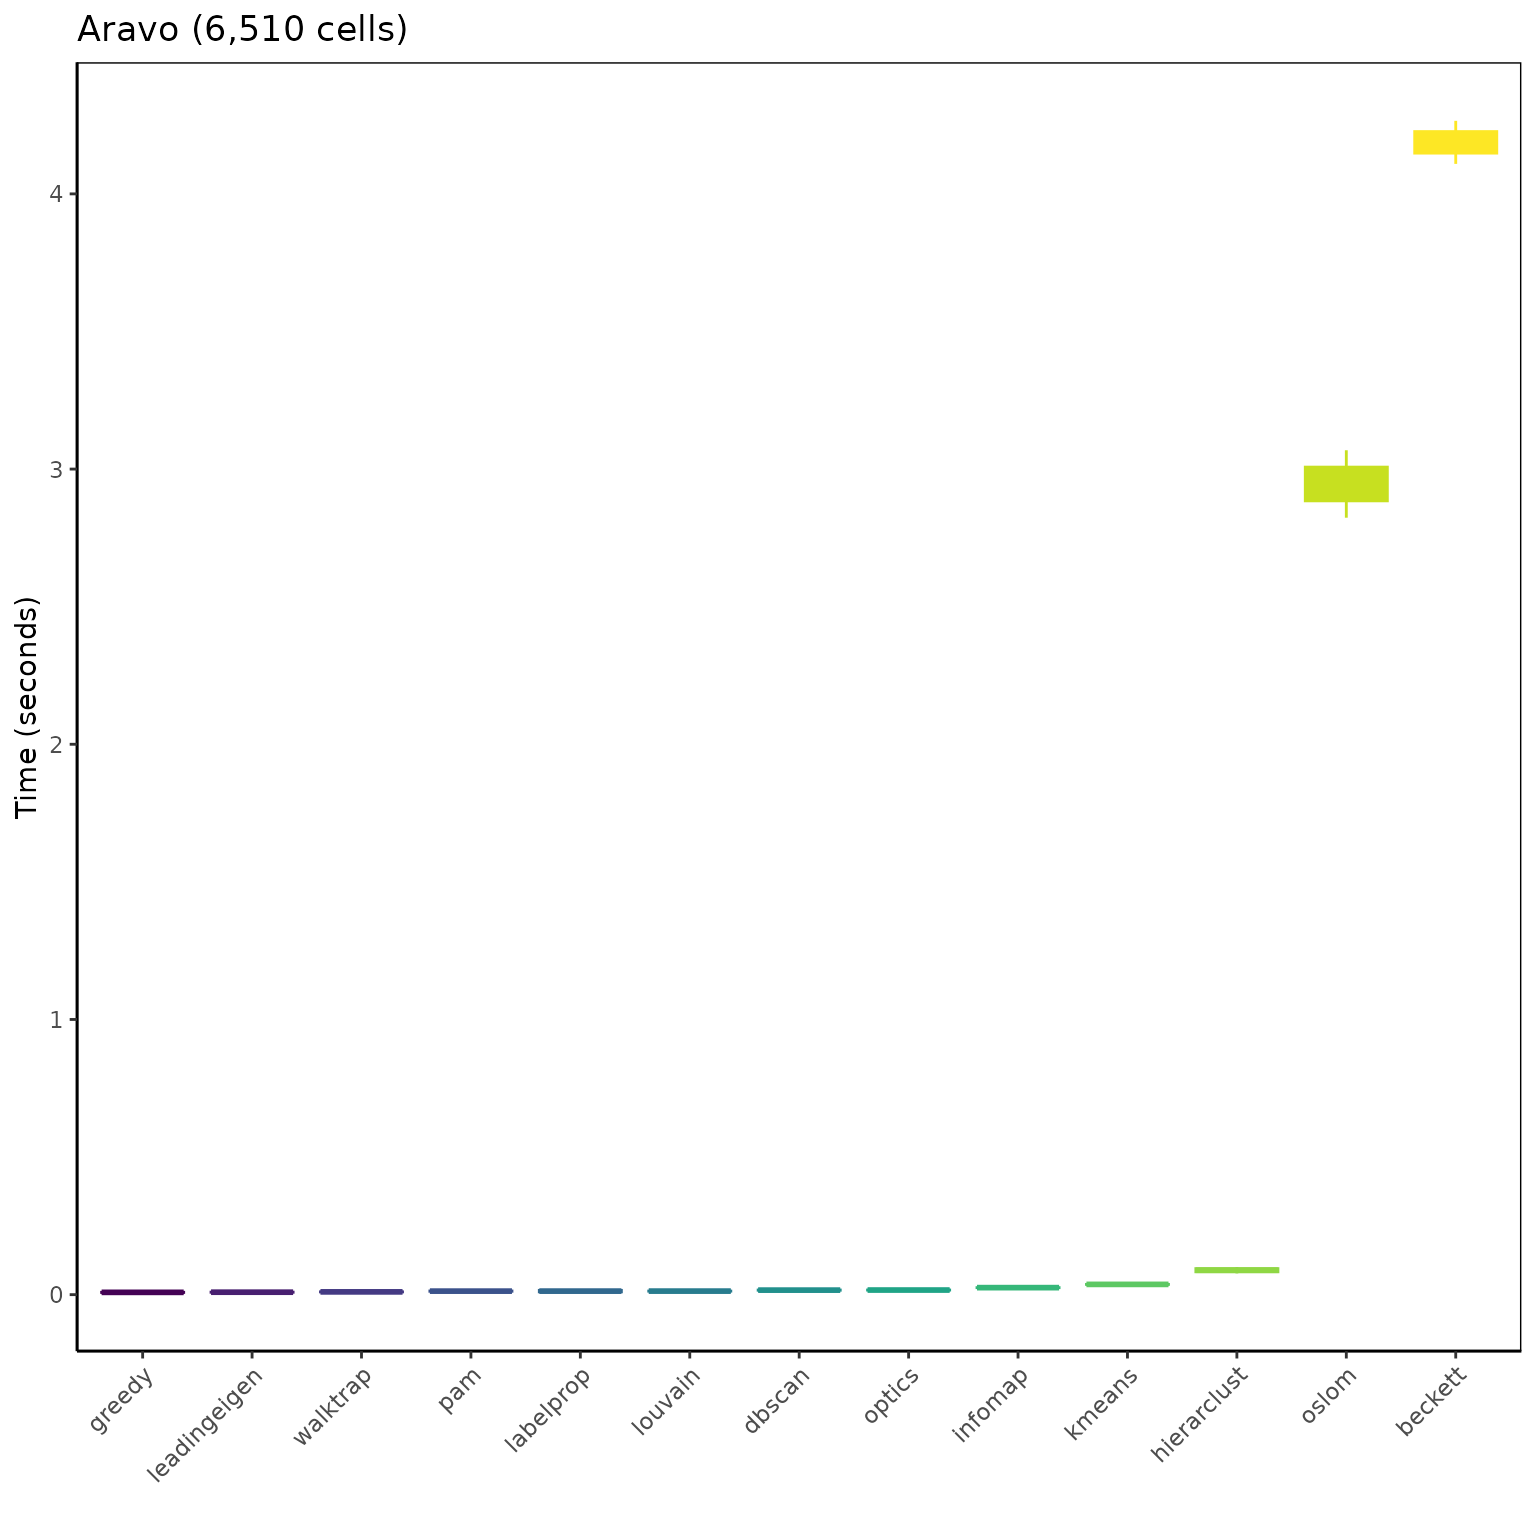 Aravo (6,510 cells)
Time (seconds)
4
3
2
1
0
greedy
leadingeigen
walktrap
pam
labelprop
louvain
dbscan
optics
infomap
kmeans
hierarclust
oslom
beckett